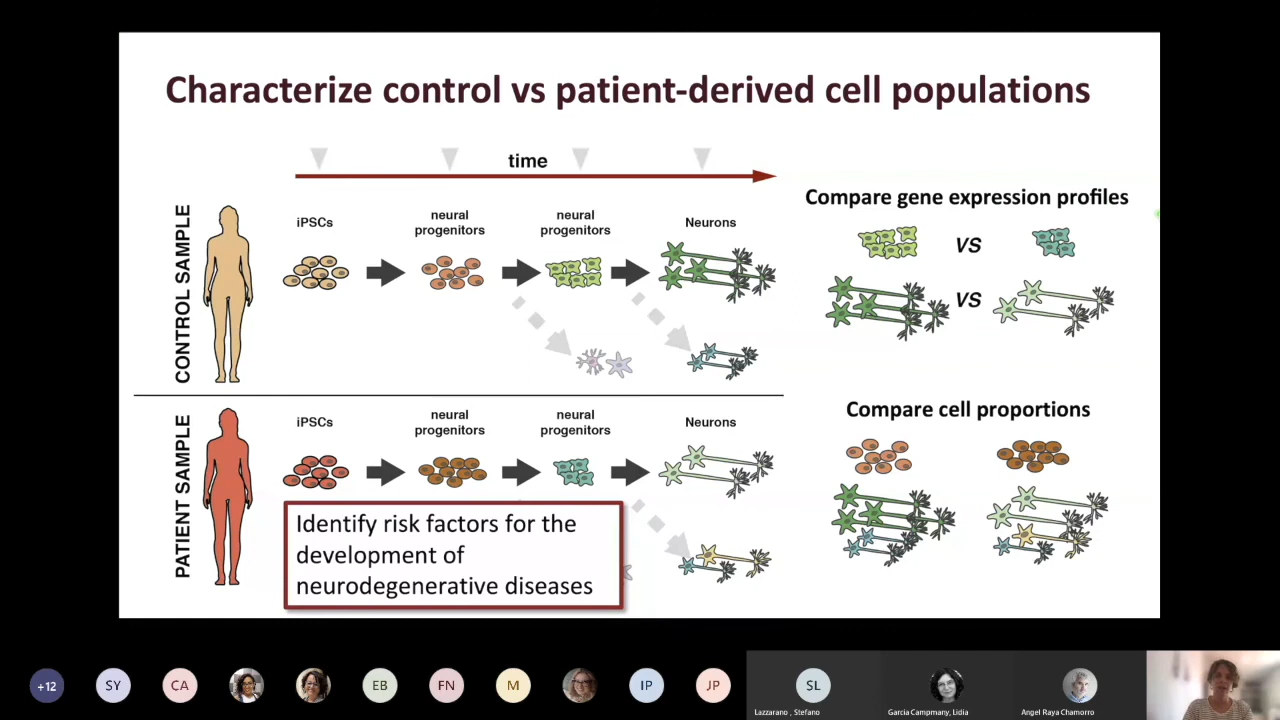 Characterize control vs patient-derived cell populations
time
CONTROL SAMPLE
iPSCs
neural
progenitors
neural
progenitors
Neurons
PATIENT SAMPLE
iPSCs
neural
progenitors
neural
progenitors
Neurons
Identify risk factors for the
development of
neurodegenerative diseases
Compare gene expression profiles
VS
VS
Compare cell proportions
+12
SY
CA
EB
FN
M
IP
JP
SL
Lazzarano , Stefano
Garcia Campmany, Lidia
Angel Raya Chamorro